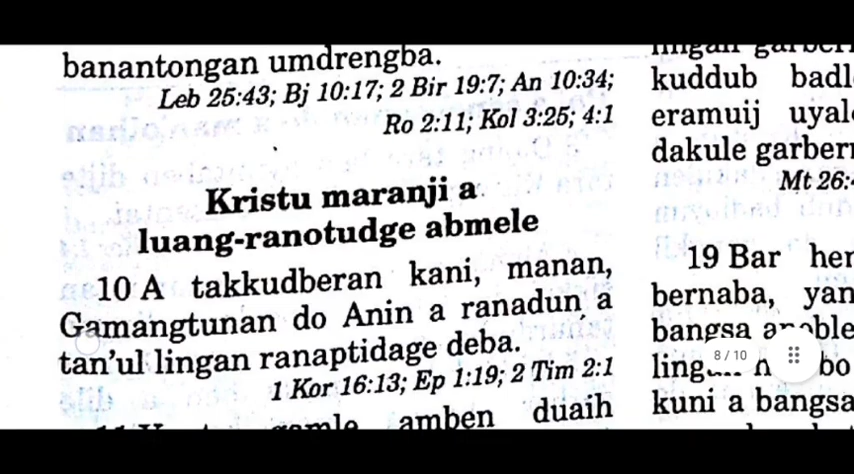 banantongan umdrengba.
Leb 25:43; Bj 10:17; 2 Bir 19:7; An 10:34;
Ro 2:11; Kol 3:25; 4:1
Kristu maranji a
luang-ranotudge abmele
10 A takkudberan kani, manan,
Gamangtunan do Anin a ranadun a
tan'ul lingan ranaptidage deba.
1 Kor 16:13; Ep 1:19; 2 Tim 2:1
amben duaih
kuddub
eramuij
dakule
Mt 26:
19 Bar
bernaba,
bangsa
kuni a bangsa
8/10